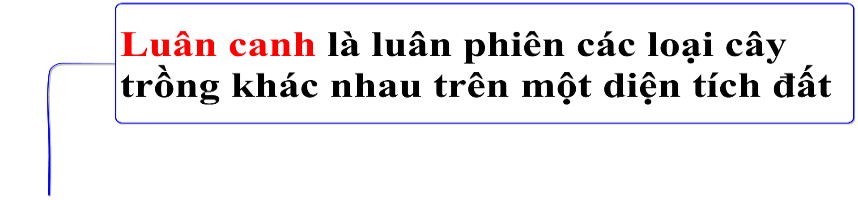 Luân canh là luân phiên các loại cây
trồng khác nhau trên một diện tích đất